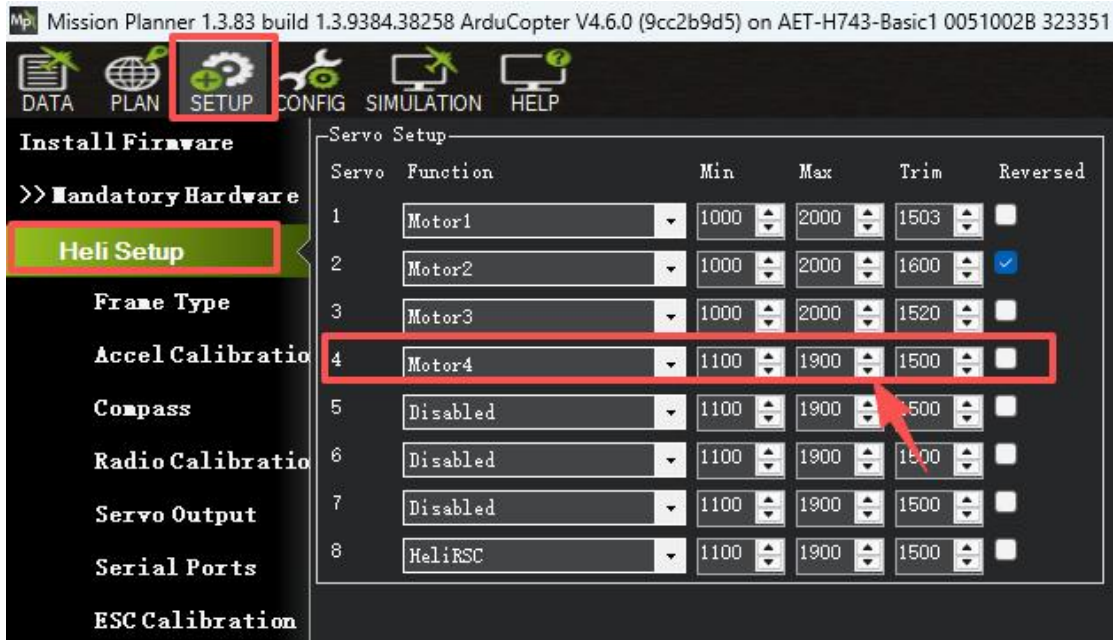 Mission Planner 1.3.83 build 1.3.9384.38258 ArduCopter V4.6.0 (9cc2b9d5) on AET-H743-Basic1 0051002B 323351
DATA PLAN SETUP CONFIG SIMULATION HELP
Install Firmware
>> Mandatory Hardware
Heli Setup
Frame Type
Accel Calibratio
Compass
Radio Calibratio
Servo Output
Serial Ports
ESC Calibration
Servo Setup
Servo Function Min Max Trim Reversed
1 Motor1 1000 2000 1503
2 Motor2 1000 2000 1600
3 Motor3 1000 2000 1520
4 Motor4 1100 1900 1500
5 Disabled 1100 1900 1500
6 Disabled 1100 1900 1500
7 Disabled 1100 1900 1500
8 HeliRSC 1100 1900 1500